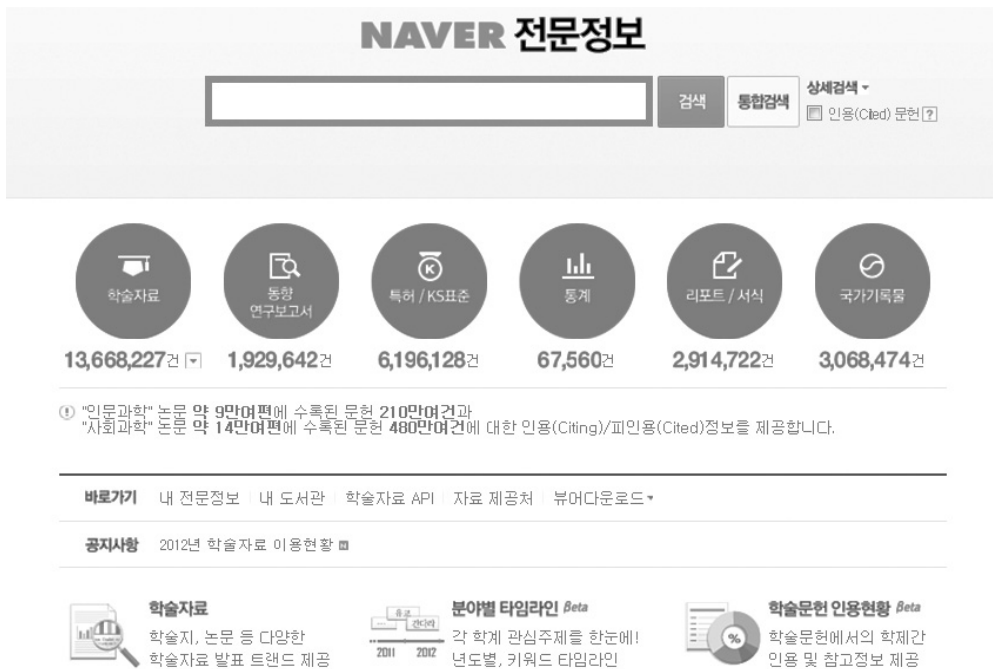 NAVER 전문정보
검색
통합검색
상세검색
인용(Cited) 문헌 ?
학술자료
동향
연구보고서
특허 / KS표준
통계
리포트 / 서식
국가기록물
13,668,227건
1,929,642건
6,196,128건
67,560건
2,914,722건
3,068,474건
"인문과학" 논문 약 9만여편에 수록된 문헌 210만여건과
"사회과학" 논문 약 14만여편에 수록된 문헌 480만여건에 대한 인용(Citing)/피인용(Cited)정보를 제공합니다.
바로가기 내 전문정보 내 도서관 학술자료 API 자료 제공처 뷰어다운로드
공지사항 2012년 학술자료 이용현황 N
학술자료
학술지, 논문 등 다양한
학술자료 발표 트랜드 제공
유교
간디라
2011 2012
분야별 타임라인 Beta
각 학계 관심주제를 한눈에!
년도별, 키워드 타임라인
%
학술문헌 인용현황 Beta
학술문헌에서의 학제간
인용 및 참고정보 제공